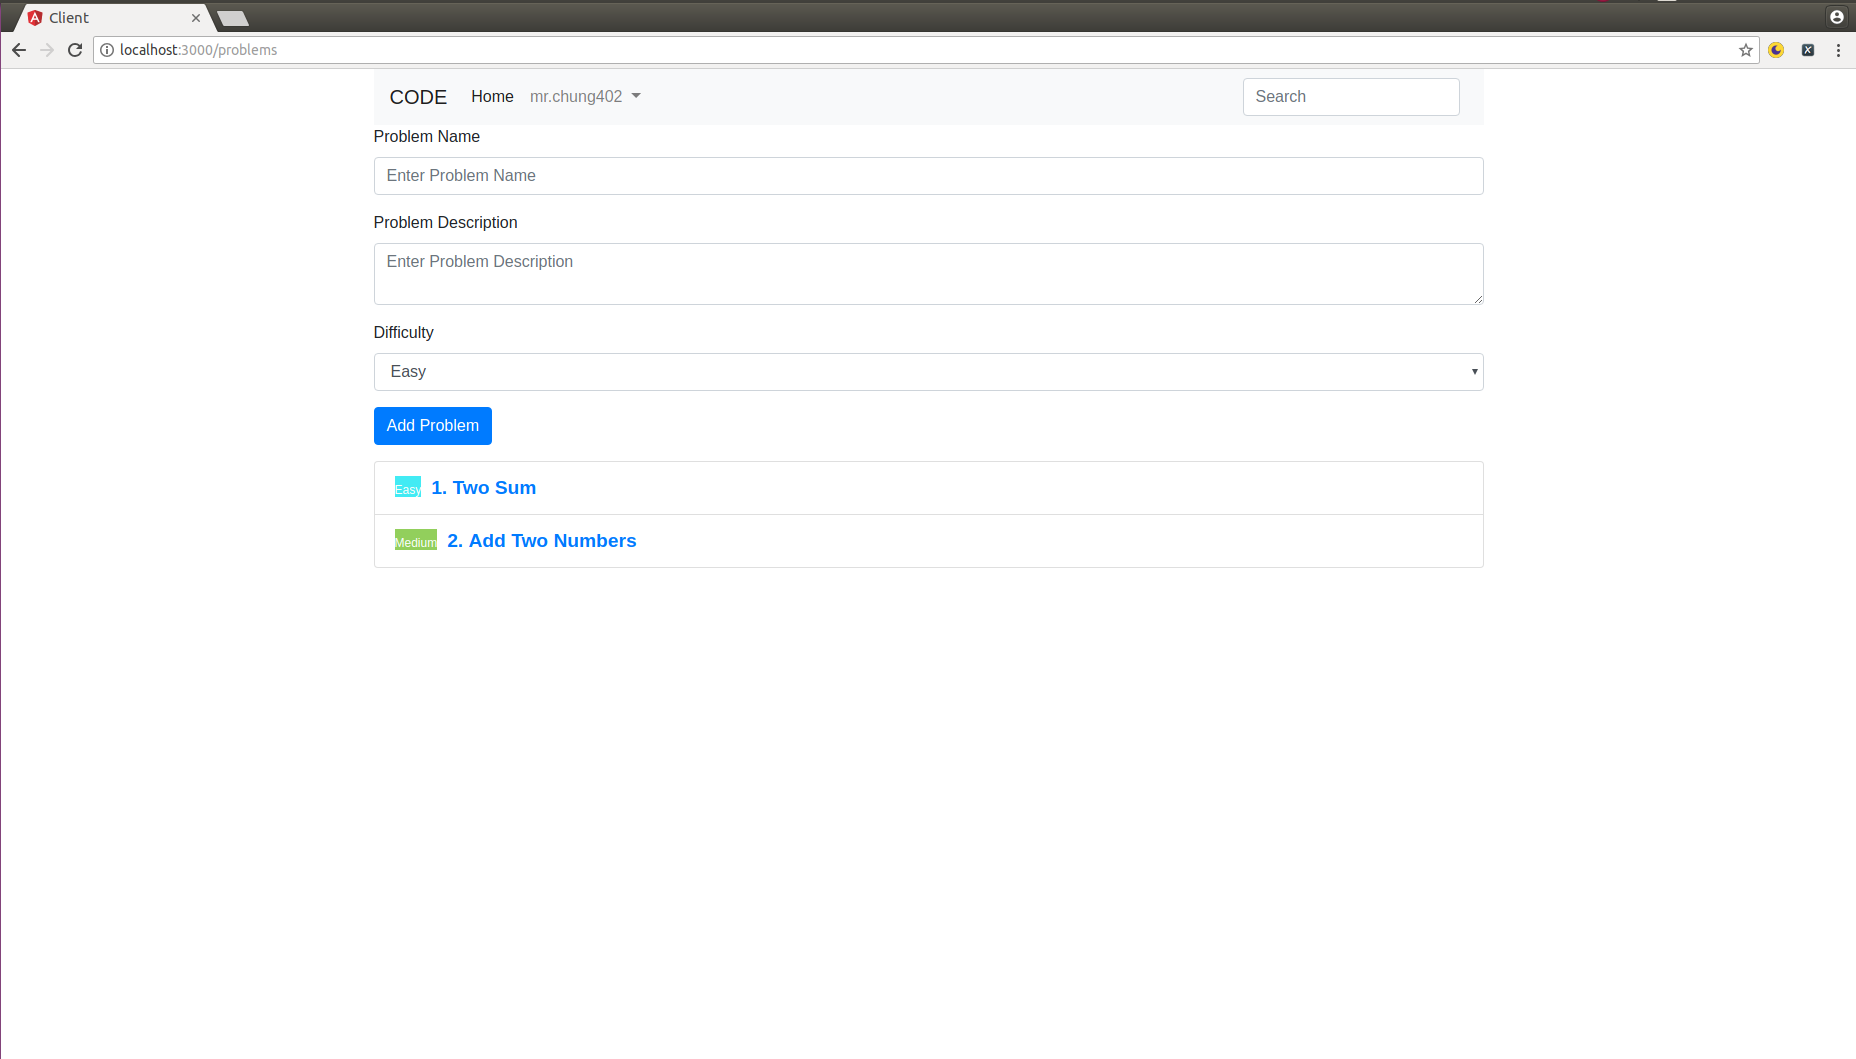 Client
localhost:3000/problems
CODE Home mr.chung402 Search
Problem Name
Enter Problem Name
Problem Description
Enter Problem Description
Difficulty
Easy
Add Problem
Easy 1. Two Sum
Medium 2. Add Two Numbers